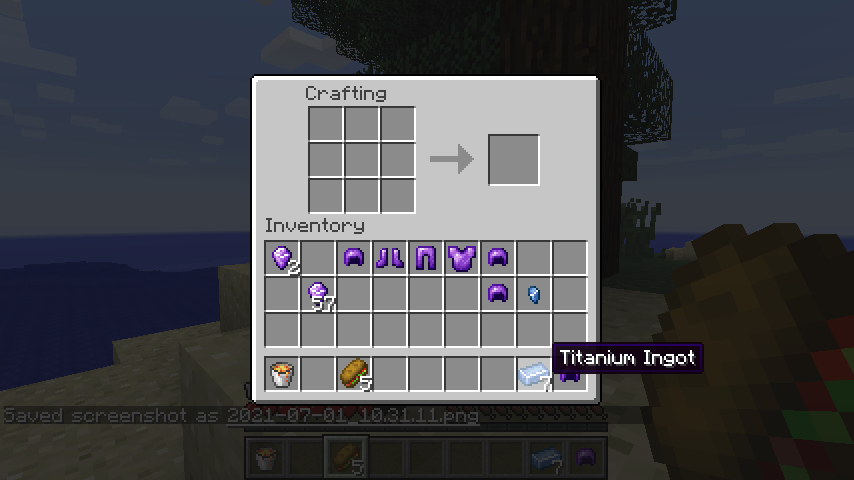 Crafting
Inventory
2
57
5
7
Titanium Ingot
Saved screenshot as 2021-07-01_10.31.11.png
5
7